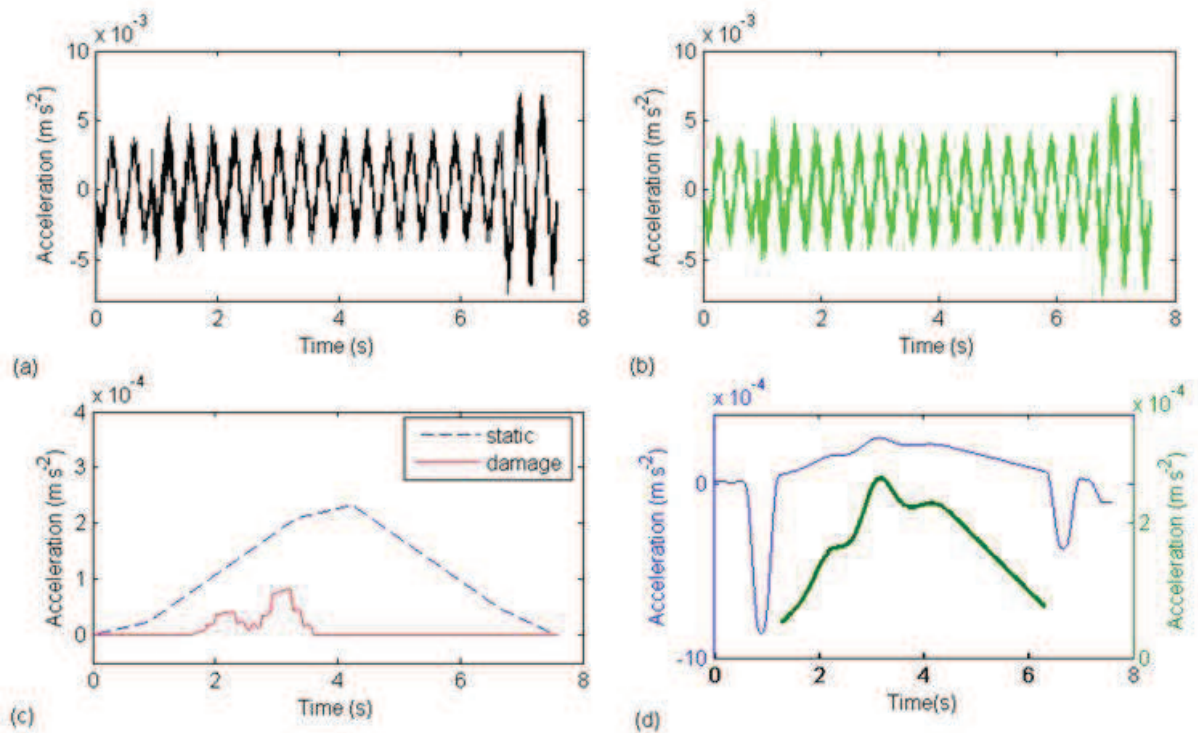 x 10⁻³
10
5
0
-5
Acceleration (m s⁻²)
0 2 4 6 8
Time (s)
(a)
x 10⁻³
10
5
0
-5
Acceleration (m s⁻²)
0 2 4 6 8
Time (s)
(b)
x 10⁻⁴
4
3
2
1
0
Acceleration (m s⁻²)
static
damage
0 2 4 6 8
Time (s)
(c)
x 10⁻⁴
0
-10
Acceleration (m s⁻²)
x 10⁻⁴
2
0
Acceleration (m s⁻²)
0 2 4 6 8
Time(s)
(d)